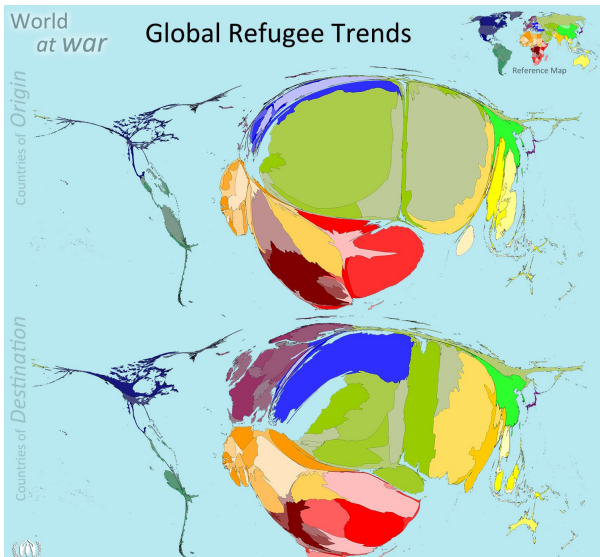 World
at war
Global Refugee Trends
Reference Map
Countries of Origin
Countries of Destination